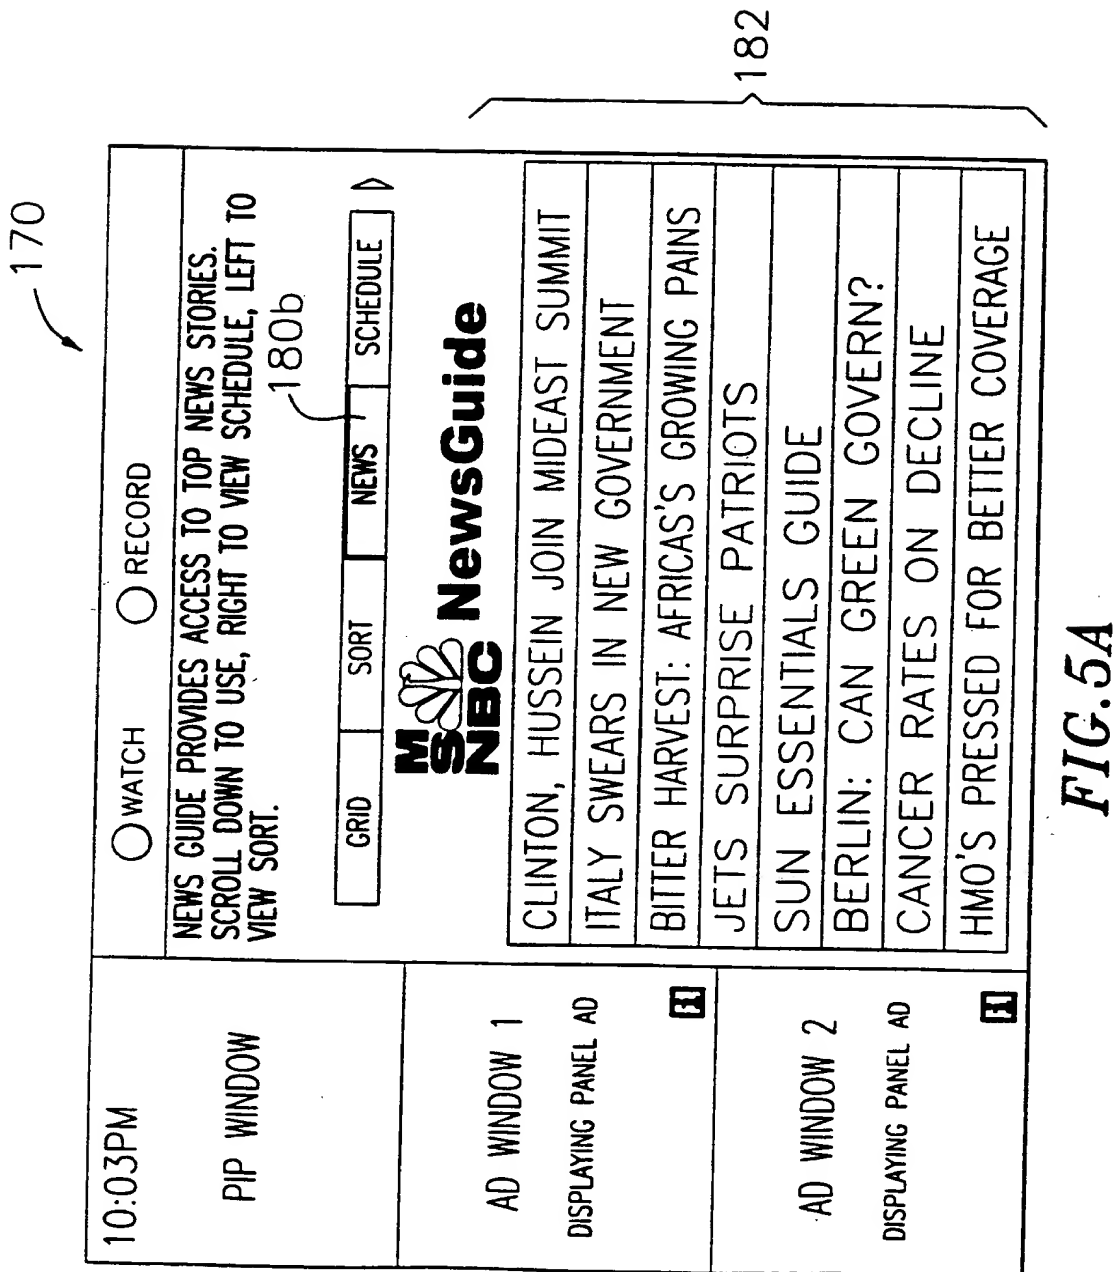 170
10:03PM
WATCH
RECORD
PIP WINDOW
NEWS GUIDE PROVIDES ACCESS TO TOP NEWS STORIES.
SCROLL DOWN TO USE, RIGHT TO VIEW SCHEDULE, LEFT TO
VIEW SORT.
180b
GRID
SORT
NEWS
SCHEDULE
MS
NBC NewsGuide
AD WINDOW 1
DISPLAYING PANEL AD
AD WINDOW 2
DISPLAYING PANEL AD
CLINTON, HUSSEIN JOIN MIDEAST SUMMIT
ITALY SWEARS IN NEW GOVERNMENT
BITTER HARVEST: AFRICAS'S GROWING PAINS
JETS SURPRISE PATRIOTS
SUN ESSENTIALS GUIDE
BERLIN: CAN GREEN GOVERN?
CANCER RATES ON DECLINE
HMO'S PRESSED FOR BETTER COVERAGE
182
FIG.5A